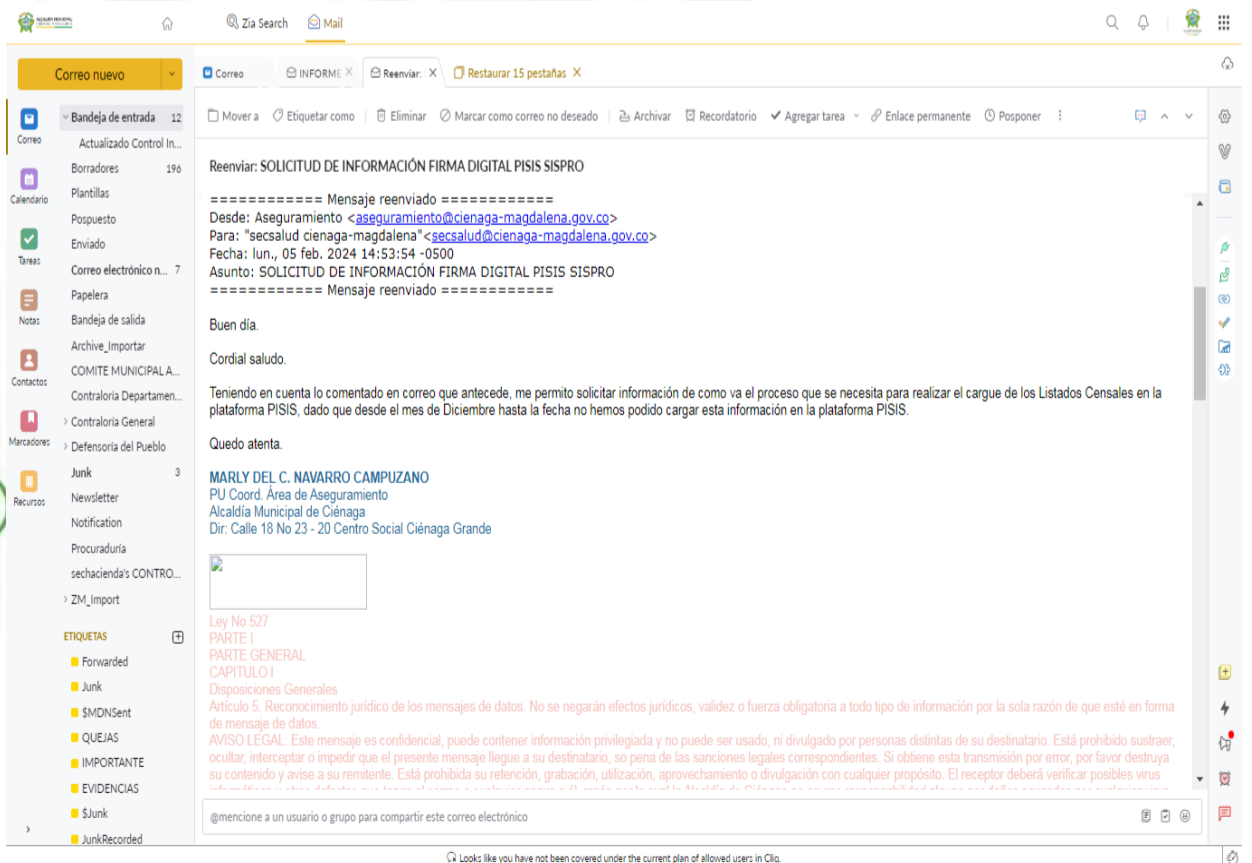 Zia Search
Mail
Correo nuevo
Correo
INFORME
Reenviar:
Restaurar 15 pestañas
Correo
Calendario
Tareas
Notas
Contactos
Marcadores
Recursos
Bandeja de entrada 12
Actualizado Control In...
Borradores 196
Plantillas
Pospuesto
Enviado
Correo electrónico n... 7
Papelera
Bandeja de salida
Archive_Importar
COMITE MUNICIPAL A...
Contraloría Departamen...
Contraloría General
Defensoría del Pueblo
Junk 3
Newsletter
Notification
Procuraduría
sechacienda's CONTRO...
ZM_Import
ETIQUETAS
Forwarded
Junk
$MDNSent
QUEJAS
IMPORTANTE
EVIDENCIAS
$Junk
JunkRecorded
Mover a Etiquetar como Eliminar Marcar como correo no deseado Archivar Recordatorio Agregar tarea Enlace permanente Posponer
Reenviar: SOLICITUD DE INFORMACIÓN FIRMA DIGITAL PISIS SISPRO
============ Mensaje reenviado ============
Desde: Aseguramiento <aseguramiento@cienaga-magdalena.gov.co>
Para: "secsalud cienaga-magdalena"<secsalud@cienaga-magdalena.gov.co>
Fecha: lun., 05 feb. 2024 14:53:54 -0500
Asunto: SOLICITUD DE INFORMACIÓN FIRMA DIGITAL PISIS SISPRO
============ Mensaje reenviado ============
Buen día.
Cordial saludo.
Teniendo en cuenta lo comentado en correo que antecede, me permito solicitar información de como va el proceso que se necesita para realizar el cargue de los Listados Censales en la
plataforma PISIS, dado que desde el mes de Diciembre hasta la fecha no hemos podido cargar esta información en la plataforma PISIS.
Quedo atenta.
MARLY DEL C. NAVARRO CAMPUZANO
PU Coord. Área de Aseguramiento
Alcaldía Municipal de Ciénaga
Dir: Calle 18 No 23 - 20 Centro Social Ciénaga Grande
Ley No 527
PARTE I
PARTE GENERAL
CAPITULO I
Disposiciones Generales
Artículo 5. Reconocimiento jurídico de los mensajes de datos. No se negarán efectos jurídicos, validez o fuerza obligatoria a todo tipo de información por la sola razón de que esté en forma
de mensaje de datos.
AVISO LEGAL: Este mensaje es confidencial, puede contener información privilegiada y no puede ser usado, ni divulgado por personas distintas de su destinatario. Está prohibido sustraer,
ocultar, interceptar o impedir que el presente mensaje llegue a su destinatario, so pena de las sanciones legales correspondientes. Si obtiene esta transmisión por error, por favor destruya
su contenido y avise a su remitente. Está prohibida su retención, grabación, utilización, aprovechamiento o divulgación con cualquier propósito. El receptor deberá verificar posibles virus
@mencione a un usuario o grupo para compartir este correo electrónico
Looks like you have not been covered under the current plan of allowed users in Cliq.